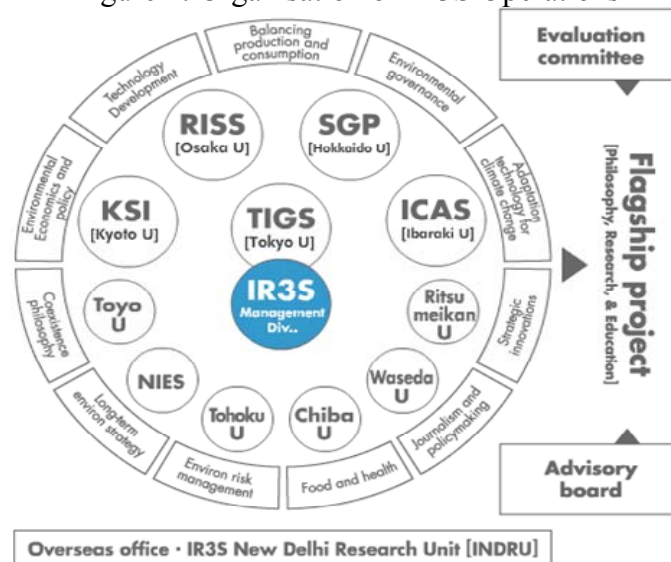 Balancing
production and
consumption
Evaluation
committee
Technology
Development
Environmental
governance
RISS
[Osaka U]
SGP
[Hokkaido U]
Environmental
Economics and
policy
Adaptation
technology for
climate change
KSI
[Kyoto U]
TIGS
[Tokyo U]
ICAS
[Ibaraki U]
Flagship project
[Philosophy, Research, & Education]
IR3S
Management
Div..
Coexistence
philosophy
Toyo
U
Ritsu
meikan
U
Strategic
innovations
NIES
Waseda
U
Long-term
environ strategy
Tohoku
U
Chiba
U
Journalism and
policymaking
Environ risk
management
Food and health
Advisory
board
Overseas office · IR3S New Delhi Research Unit [INDRU]